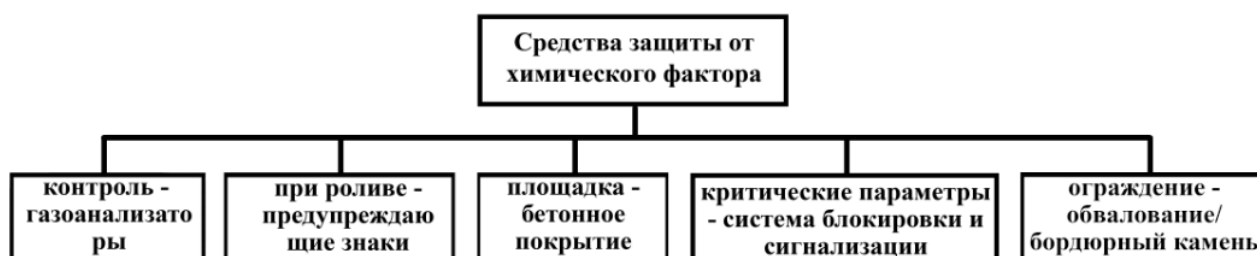 Средства защиты от
химического фактора
контроль -
газоанализато
ры
при роливе -
предупреждаю
щие знаки
площадка -
бетонное
покрытие
критические параметры
- система блокировки и
сигнализации
ограждение -
обвалование/
бордюрный камень